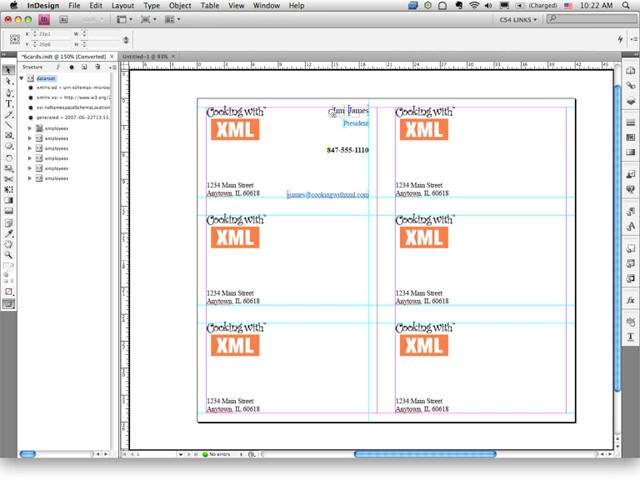 InDesign File Edit Layout Type Object Table View Window Help
(Charged) 10:22 AM
CS4 LINKS
X: 23p1 W:
Y: 20p6 H:
*6cards.indt @ 150% [Converted] Untitled-1 @ 93%
Structure
dataroot
employees
employees
employees
employees
employees
Cooking with
XML
James
President
847-555-1110
1234 Main Street
Anytown, IL 60618
jjames@cookingwithxml.com
Cooking with
XML
1234 Main Street
Anytown, IL 60618
Cooking with
XML
1234 Main Street
Anytown, IL 60618
Cooking with
XML
1234 Main Street
Anytown, IL 60618
Cooking with
XML
1234 Main Street
Anytown, IL 60618
Cooking with
XML
1234 Main Street
Anytown, IL 60618
No errors